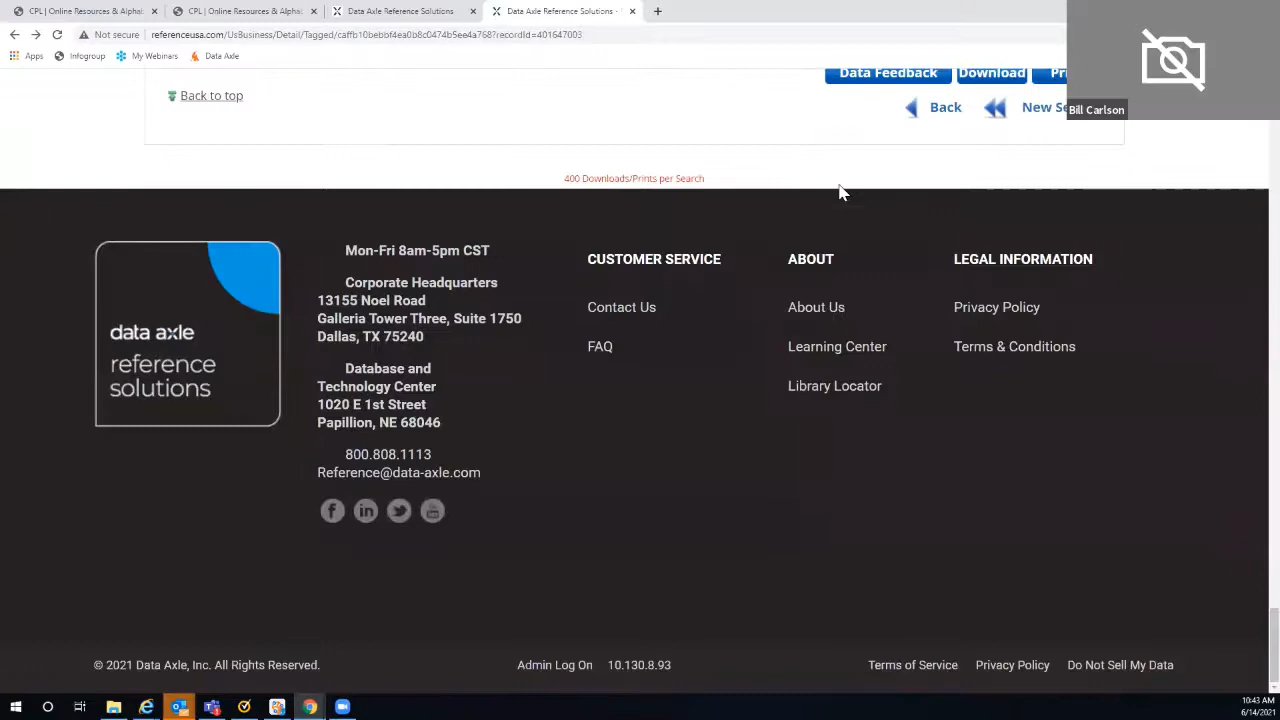 CPL | Online Resources & Alphab
CPL | Online Resources & Alphab
Data Axle Reference Solutions
Data Axle Reference Solutions -
Not secure referenceusa.com/UsBusiness/Detail/Tagged/caffb10bebbf4ea0b8c0474b5ee4a768?recordId=401647003
Apps Infogroup My Webinars Data Axle
Bill Carlson
Data Feedback Download
Back to top
Back New Se
400 Downloads/Prints per Search
data axle
reference
solutions
Mon-Fri 8am-5pm CST
Corporate Headquarters
13155 Noel Road
Galleria Tower Three, Suite 1750
Dallas, TX 75240
Database and
Technology Center
1020 E 1st Street
Papillion, NE 68046
800.808.1113
Reference@data-axle.com
CUSTOMER SERVICE
Contact Us
FAQ
ABOUT
About Us
Learning Center
Library Locator
LEGAL INFORMATION
Privacy Policy
Terms & Conditions
© 2021 Data Axle, Inc. All Rights Reserved.
Admin Log On 10.130.8.93
Terms of Service Privacy Policy Do Not Sell My Data
10:43 AM
6/14/2021